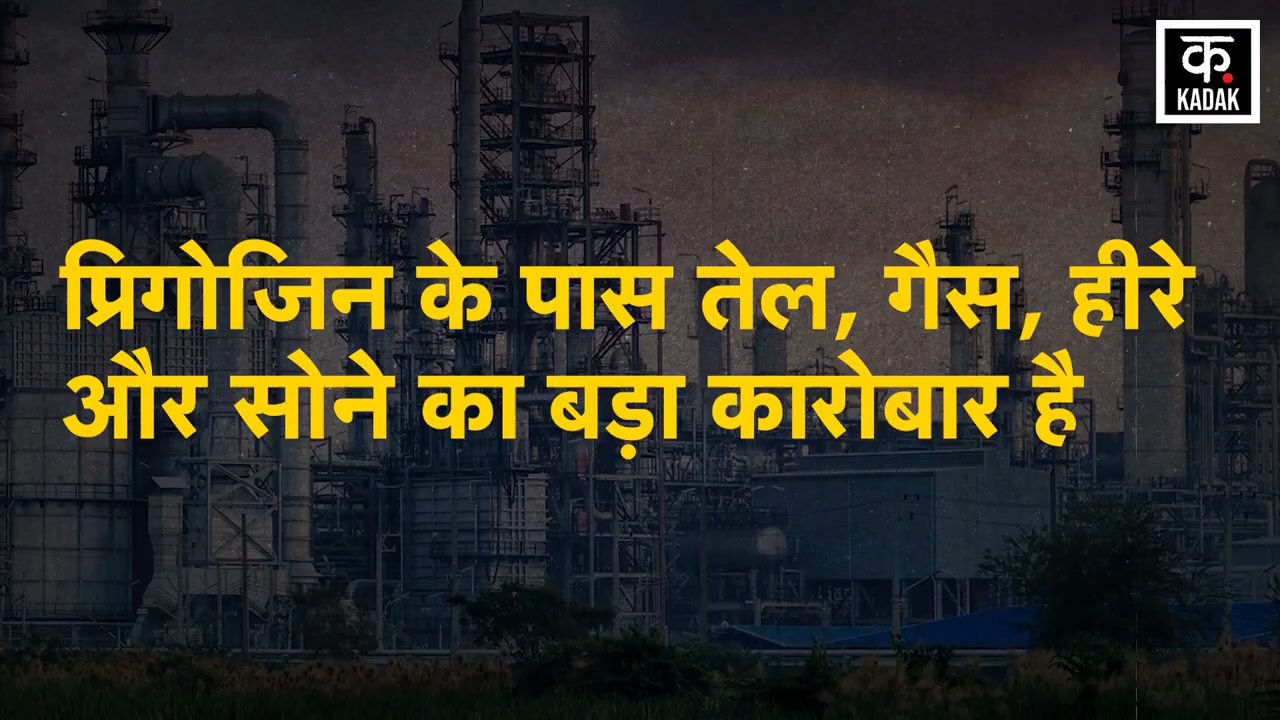 क.
KADAK
प्रिगोजिन के पास तेल, गैस, हीरे
और सोने का बड़ा कारोबार है